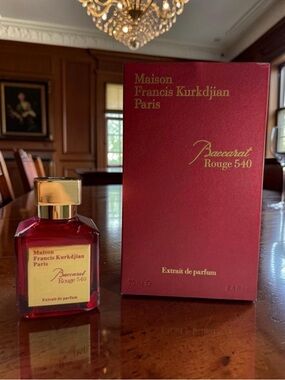 Maison
Francis Kurkdjian
Paris
Baccarat
Rouge 540
Extrait de parfum
Maison
Francis Kurkdjian
Paris
Baccarat
Rouge 540
Extrait de parfum